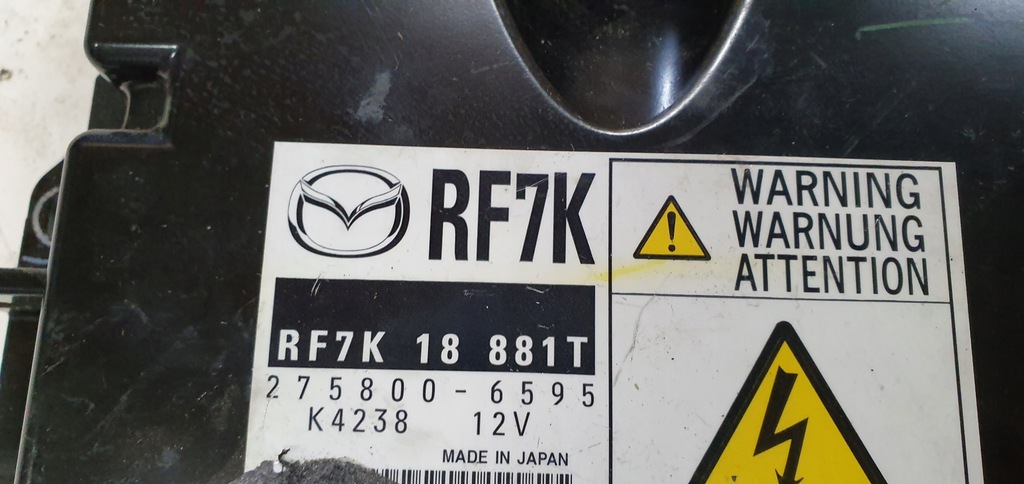 RF7K
RF7K 18 881T
275800-6595
K4238 12V
MADE IN JAPAN
WARNING
WARNUNG
ATTENTION